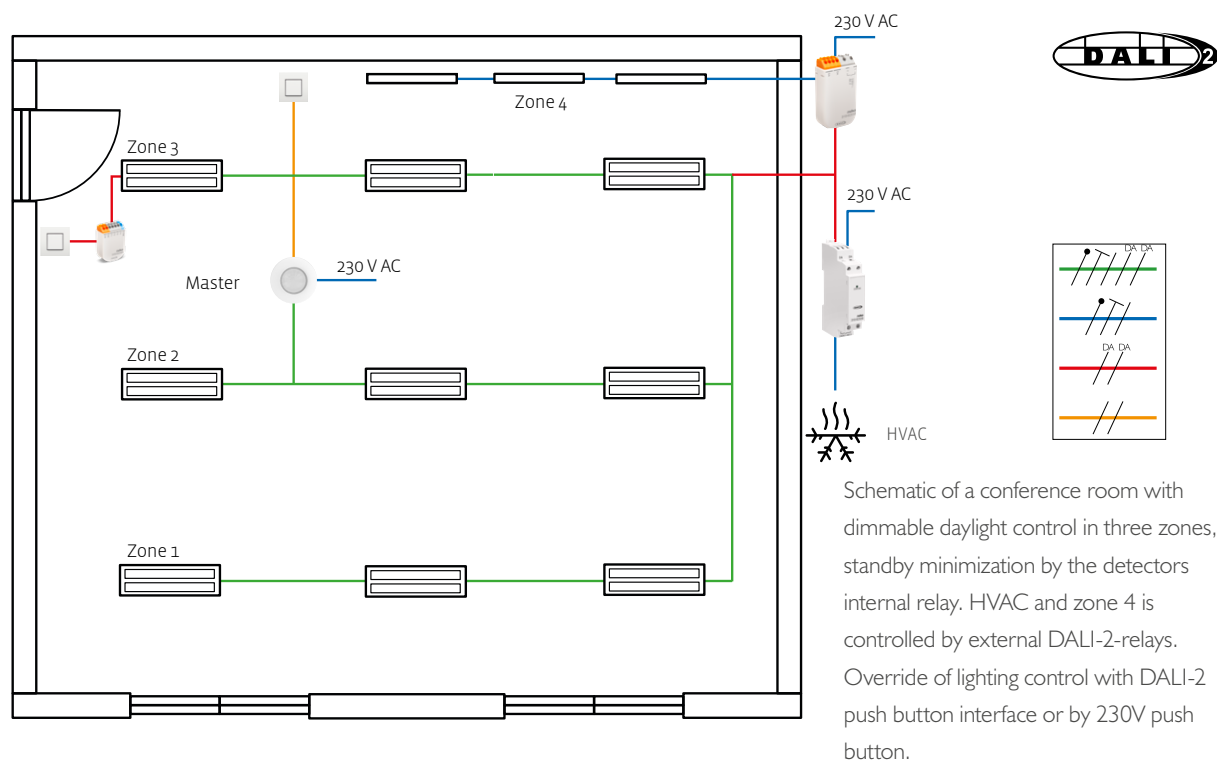 230 V AC
DALI 2
Zone 4
Zone 3
230 V AC
Master
230 V AC
DA DA
Zone 2
DA DA
HVAC
Zone 1
Schematic of a conference room with
dimmable daylight control in three zones,
standby minimization by the detectors
internal relay. HVAC and zone 4 is
controlled by external DALI-2-relays.
Override of lighting control with DALI-2
push button interface or by 230V push
button.